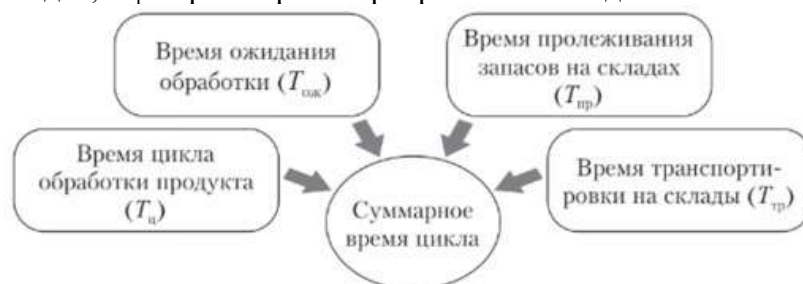 Время ожидания
обработки (Tож)
Время пролеживания
запасов на складах
(Tпр)
Время цикла
обработки продукта
(Tц)
Время транспорти-
ровки на склады (Tтр)
Суммарное
время цикла